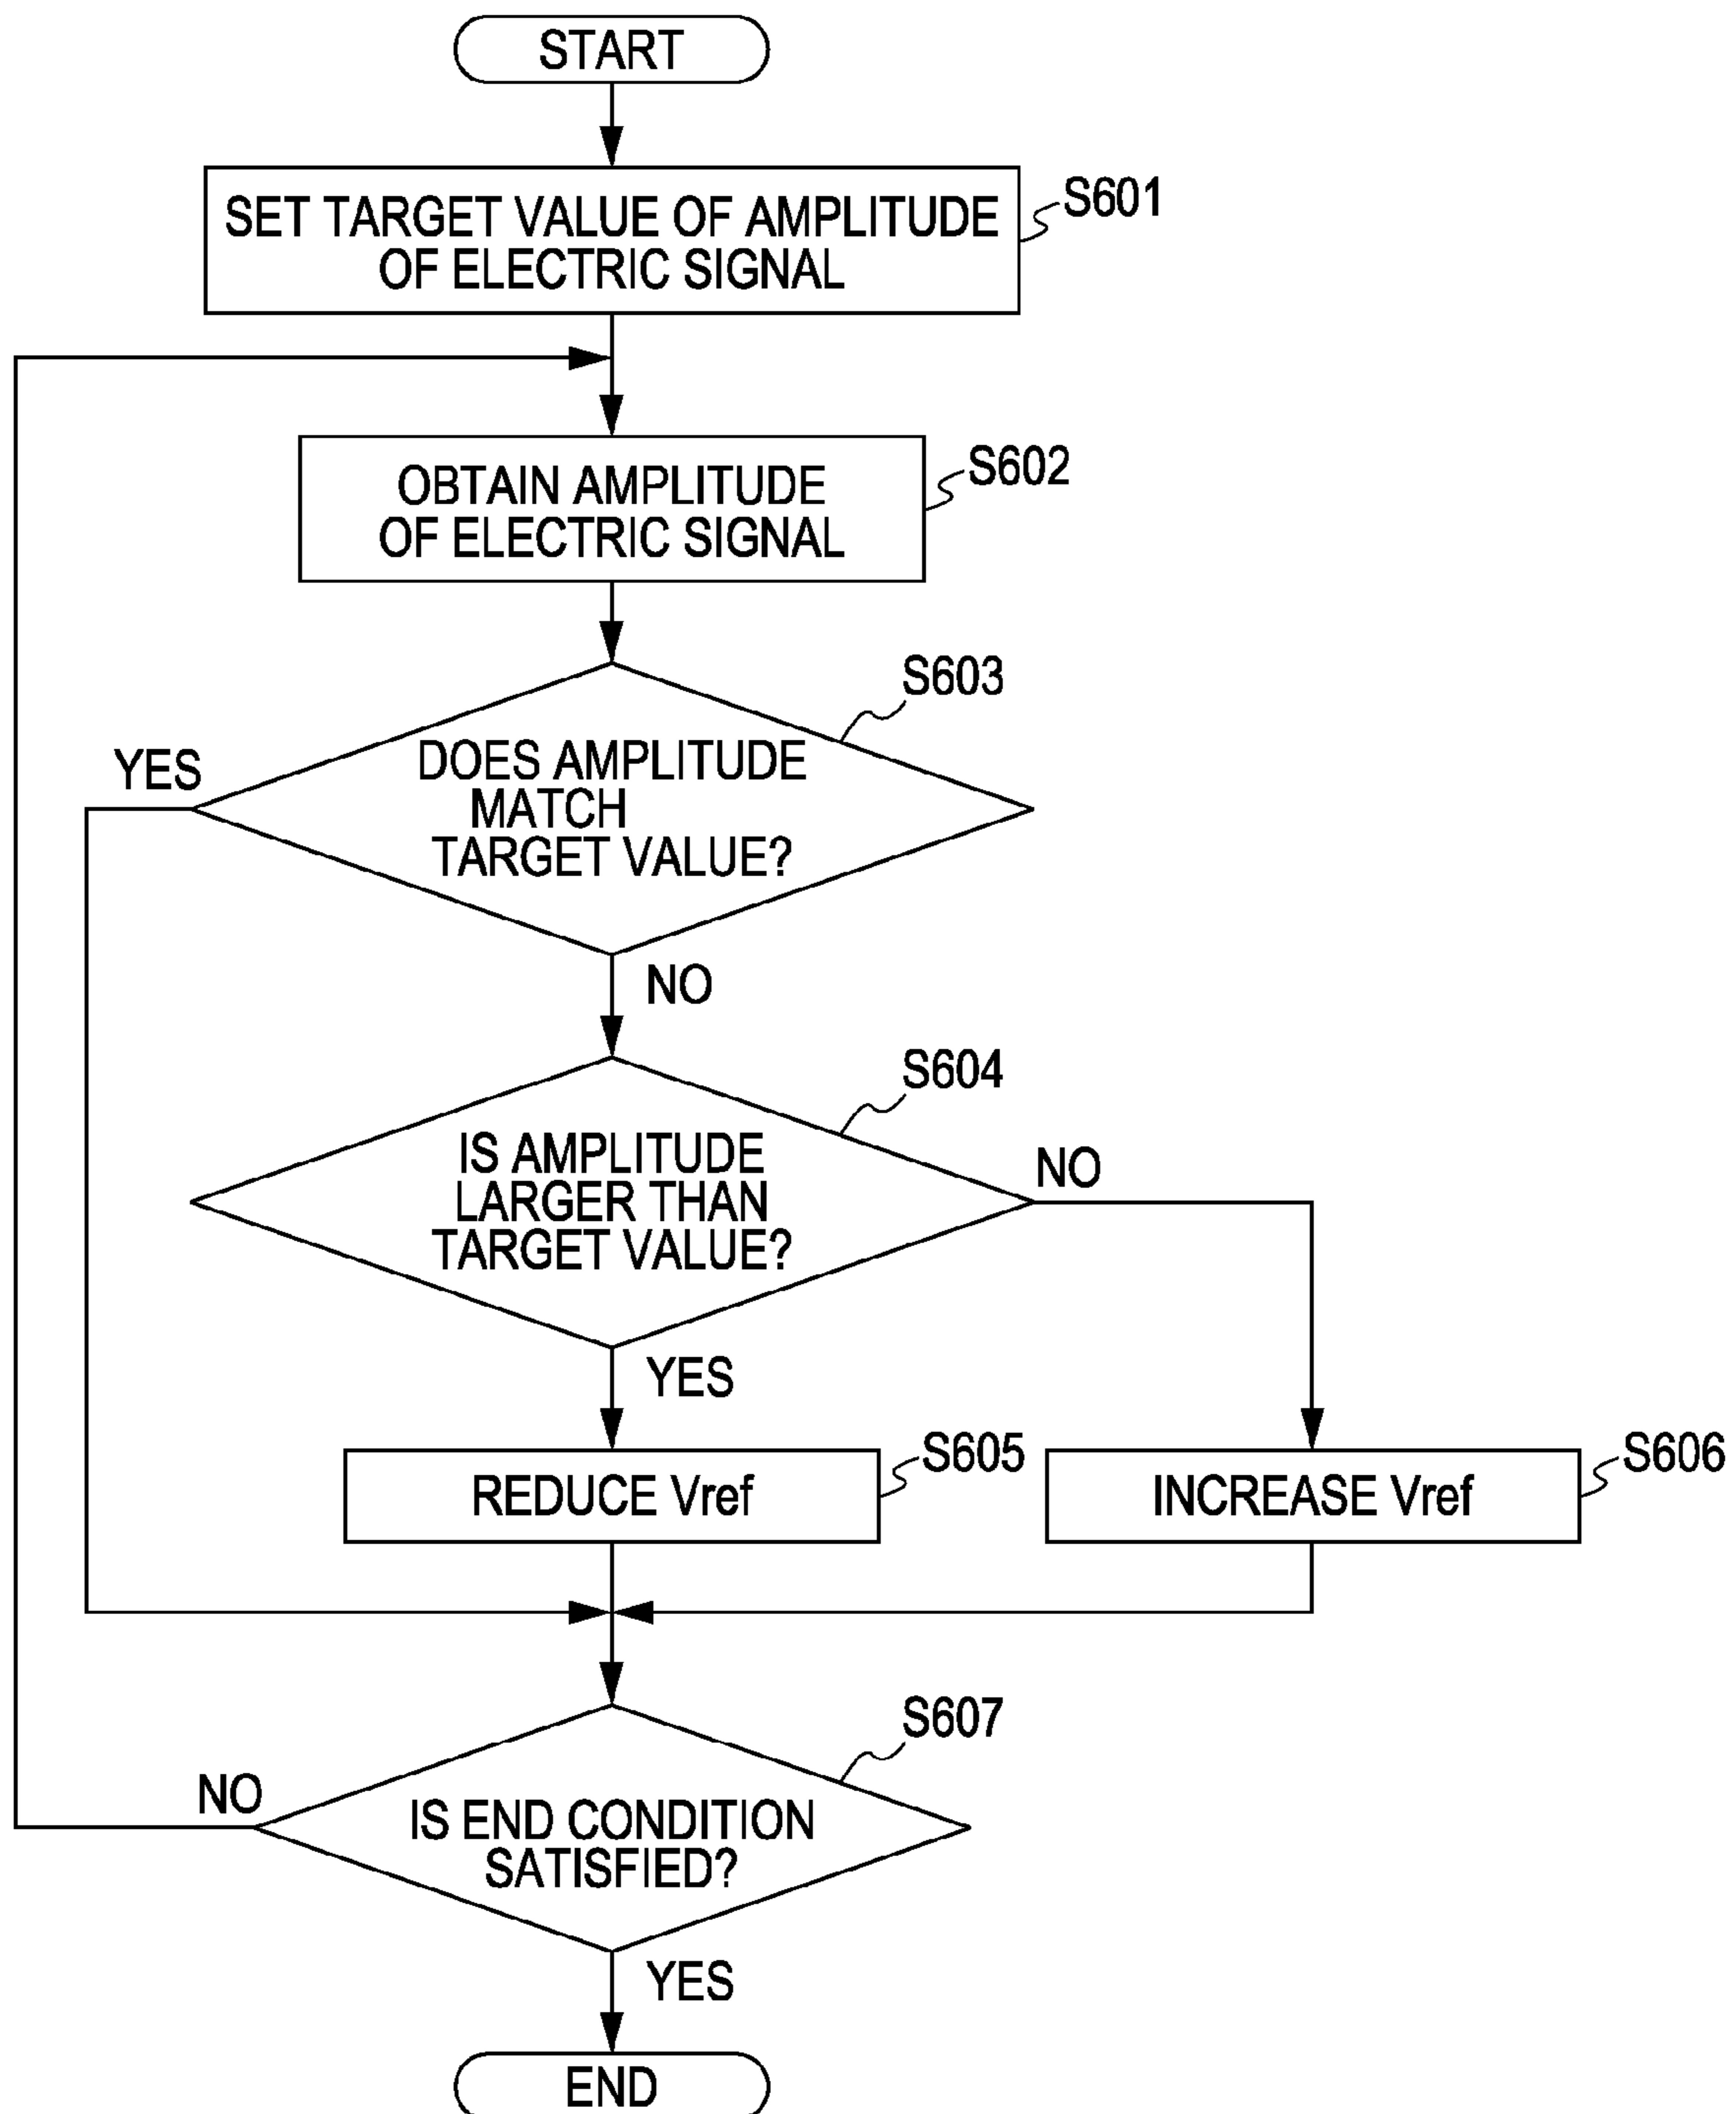 START
SET TARGET VALUE OF AMPLITUDE
OF ELECTRIC SIGNAL
S601
OBTAIN AMPLITUDE
OF ELECTRIC SIGNAL
S602
S603
YES
DOES AMPLITUDE
MATCH
TARGET VALUE?
NO
S604
IS AMPLITUDE
LARGER THAN
TARGET VALUE?
NO
YES
REDUCE Vref
S605
INCREASE Vref
S606
S607
NO
IS END CONDITION
SATISFIED?
YES
END